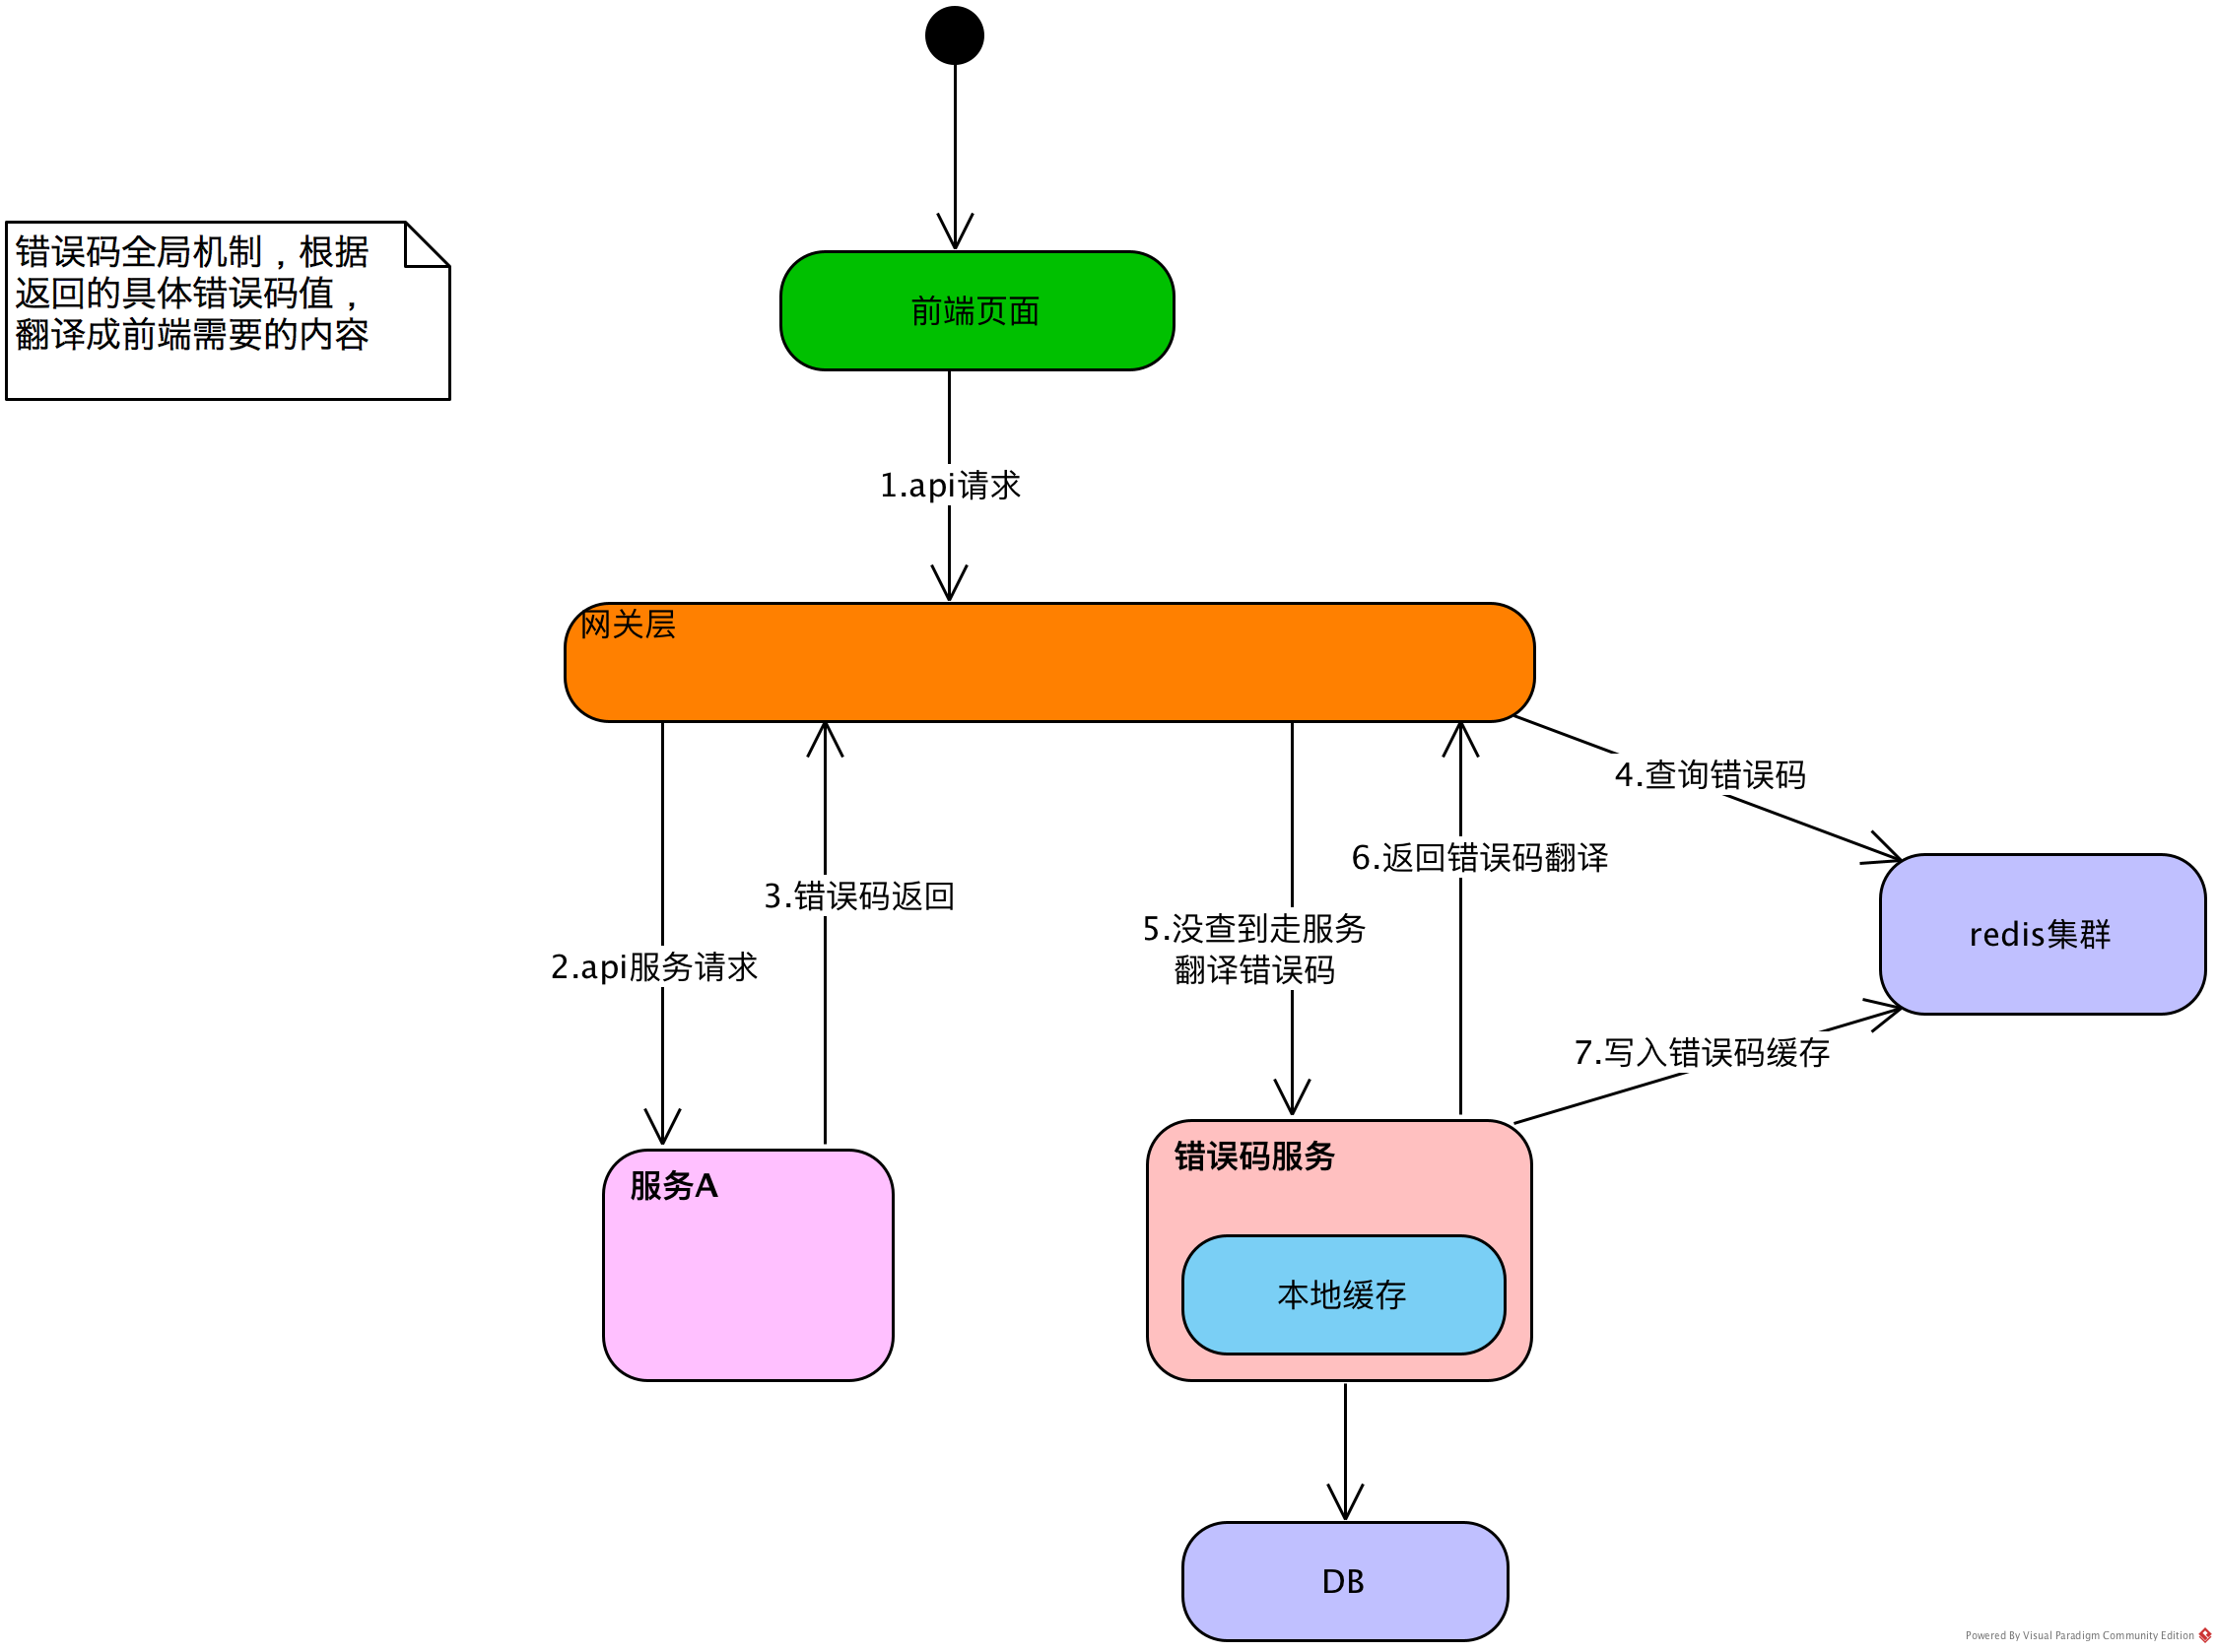 错误码全局机制，根据
返回的具体错误码值，
翻译成前端需要的内容
前端页面
1.api请求
网关层
4.查询错误码
6.返回错误码翻译
3.错误码返回
5.没查到走服务
翻译错误码
redis集群
2.api服务请求
7.写入错误码缓存
错误码服务
服务A
本地缓存
DB
Powered By Visual Paradigm Community Edition